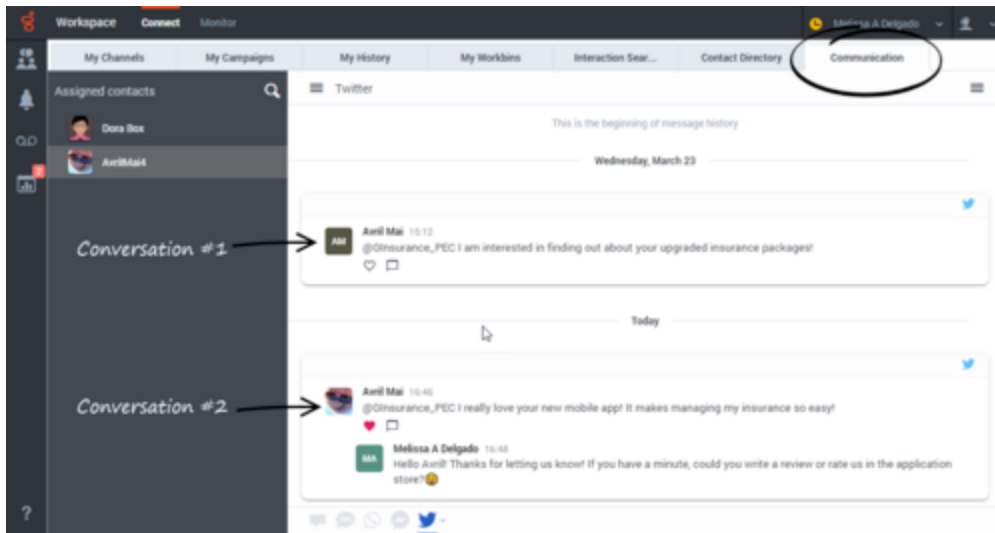 Workspace Connect Monitor Melissa A Delgado
My Channels My Campaigns My History My Workbins Interaction Sear... Contact Directory Communication
Assigned contacts
Twitter
Dora Box
This is the beginning of message history
AvrilMai4
Wednesday, March 23
2
Conversation #1
AM
Avril Mai 15:12
@GInsurance_PEC I am interested in finding out about your upgraded insurance packages!
Today
Conversation #2
Avril Mai 16:46
@GInsurance_PEC I really love your new mobile app! It makes managing my insurance so easy!
MA
Melissa A Delgado 16:48
Hello Avril! Thanks for letting us know! If you have a minute, could you write a review or rate us in the application
store?😀
?